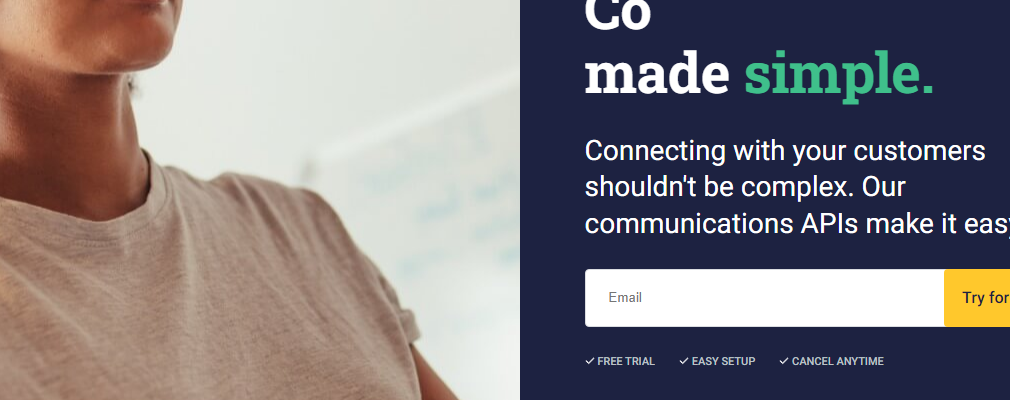 Co
made simple.
Connecting with your customers
shouldn't be complex. Our
communications APIs make it easy
Email
Try for
FREE TRIAL
EASY SETUP
CANCEL ANYTIME